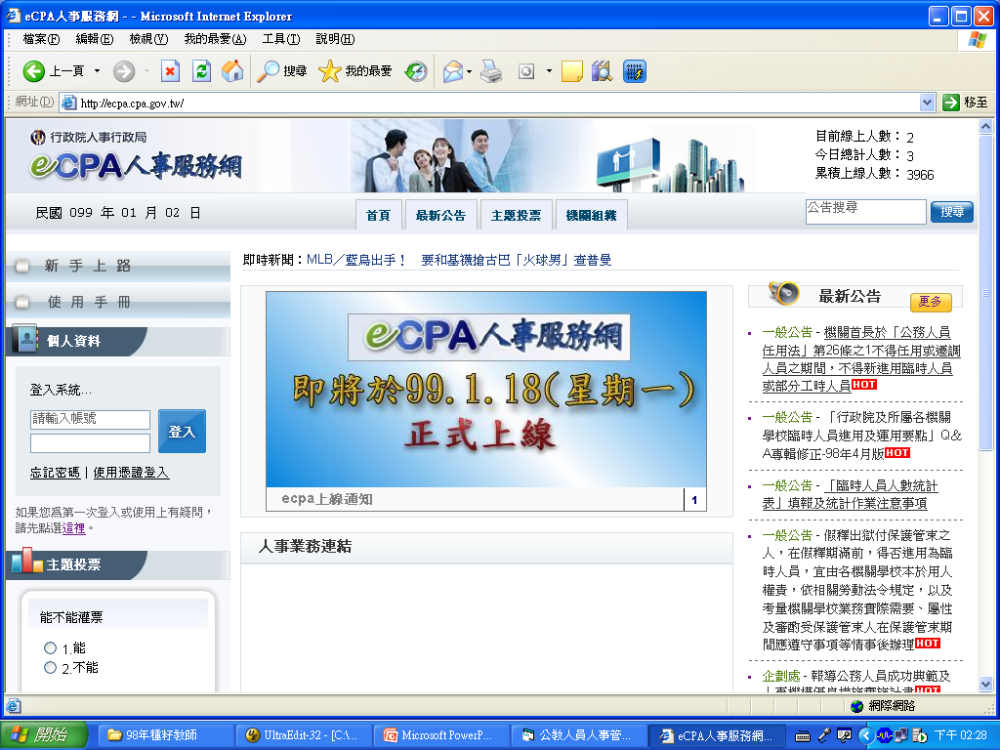 eCPA人事服務網 - - Microsoft Internet Explorer
檔案(F) 編輯(E) 檢視(V) 我的最愛(A) 工具(T) 說明(H)
上一頁 搜尋 我的最愛
網址(D) http://ecpa.cpa.gov.tw/ 移至
行政院人事行政局
eCPA人事服務網
目前線上人數： 2
今日總計人數： 3
累積上線人數： 3966
民國 099 年 01 月 02 日
首頁 最新公告 主題投票 機關組織
公告搜尋 搜尋
新 手 上 路
使 用 手 冊
個人資料
登入系統...
請輸入帳號
登入
忘記密碼 | 使用憑證登入
如果您為第一次登入或使用上有疑問，
請先點選這裡。
主題投票
能不能灌票
1.能
2.不能
即時新聞：MLB／藍鳥出手！ 要和基襪搶古巴「火球男」查普曼
eCPA人事服務網
即將於99.1.18(星期一)
正式上線
ecpa上線通知 1
人事業務連結
最新公告 更多
一般公告 - 機關首長於「公務人員
任用法」第26條之1不得任用或遷調
人員之期間，不得新進用臨時人員
或部分工時人員HOT
一般公告 - 「行政院及所屬各機關
學校臨時人員進用及運用要點」Q&
A專輯修正-98年4月版HOT
一般公告 - 「臨時人員人數統計
表」填報及統計作業注意事項
一般公告 - 假釋出獄付保護管束之
人，在假釋期滿前，得否進用為臨
時人員，宜由各機關學校本於用人
權責，依相關勞動法令規定，以及
考量機關學校業務實際需要、屬性
及審酌受保護管束人在保護管束期
間應遵守事項等情事後辦理HOT
企劃處 - 報導公務人員成功典範及
人事機構優良措施實施計畫HOT
網際網路
開始 98年種籽教師 UltraEdit-32 - [C:\... Microsoft PowerP... 公教人員人事管... eCPA人事服務網... 下午 02:28